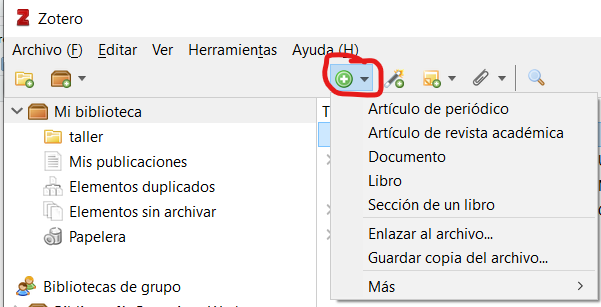 Z Zotero
Archivo (F) Editar Ver Herramientas Ayuda (H)
Mi biblioteca
taller
Mis publicaciones
Elementos duplicados
Elementos sin archivar
Papelera
Bibliotecas de grupo
T
Artículo de periódico
Artículo de revista académica
Documento
Libro
Sección de un libro
Enlazar al archivo...
Guardar copia del archivo...
Más